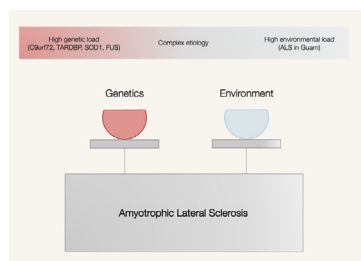 High genetic load
(C9orf72, TARDBP, SOD1, FUS)
Complex etiology
High environmental load
(ALS in Guam)
Genetics
Environment
Amyotrophic Lateral Sclerosis